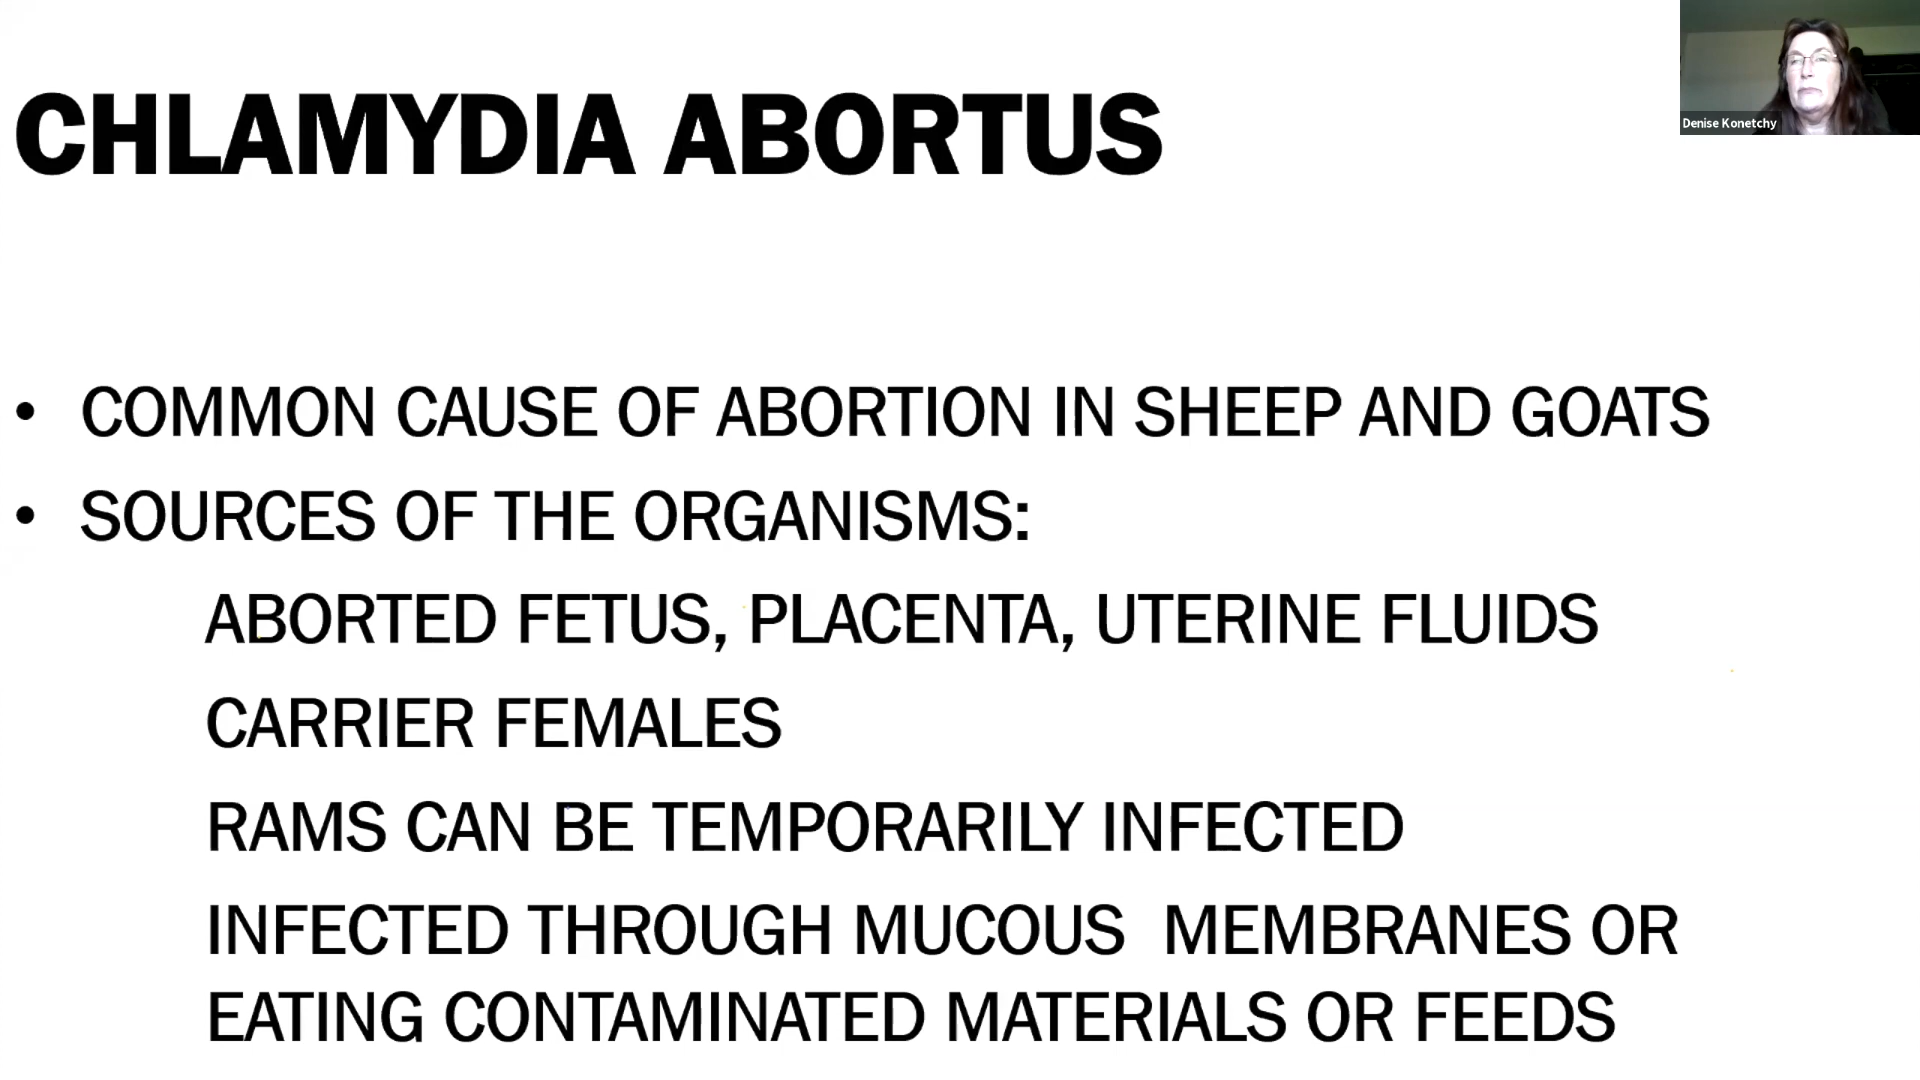 CHLAMYDIA ABORTUS
Denise Konetchy
• COMMON CAUSE OF ABORTION IN SHEEP AND GOATS
• SOURCES OF THE ORGANISMS:
ABORTED FETUS, PLACENTA, UTERINE FLUIDS
CARRIER FEMALES
RAMS CAN BE TEMPORARILY INFECTED
INFECTED THROUGH MUCOUS  MEMBRANES OR
EATING CONTAMINATED MATERIALS OR FEEDS